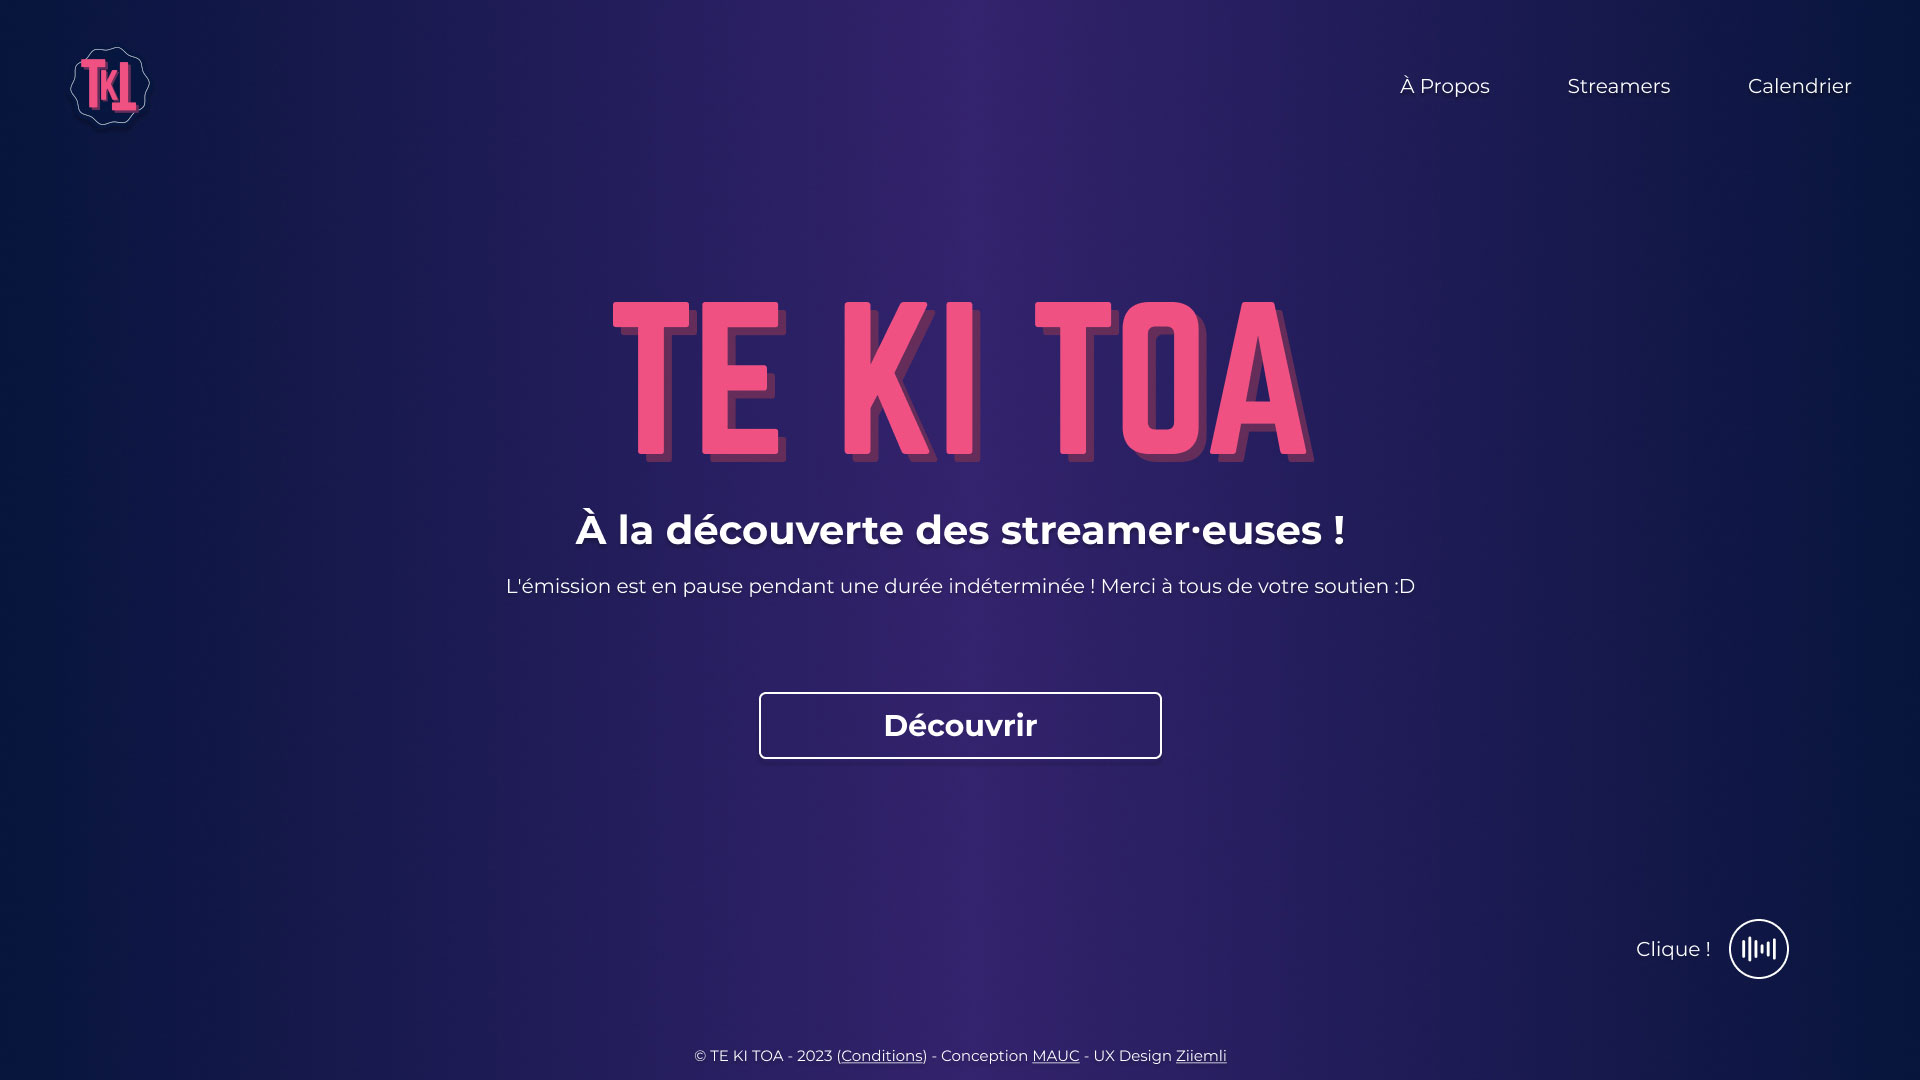 TKT
À Propos
Streamers
Calendrier
TE KI TOA
À la découverte des streamer·euses !
L'émission est en pause pendant une durée indéterminée ! Merci à tous de votre soutien :D
Découvrir
Clique !
© TE KI TOA - 2023 (Conditions) - Conception MAUC - UX Design Ziiemli